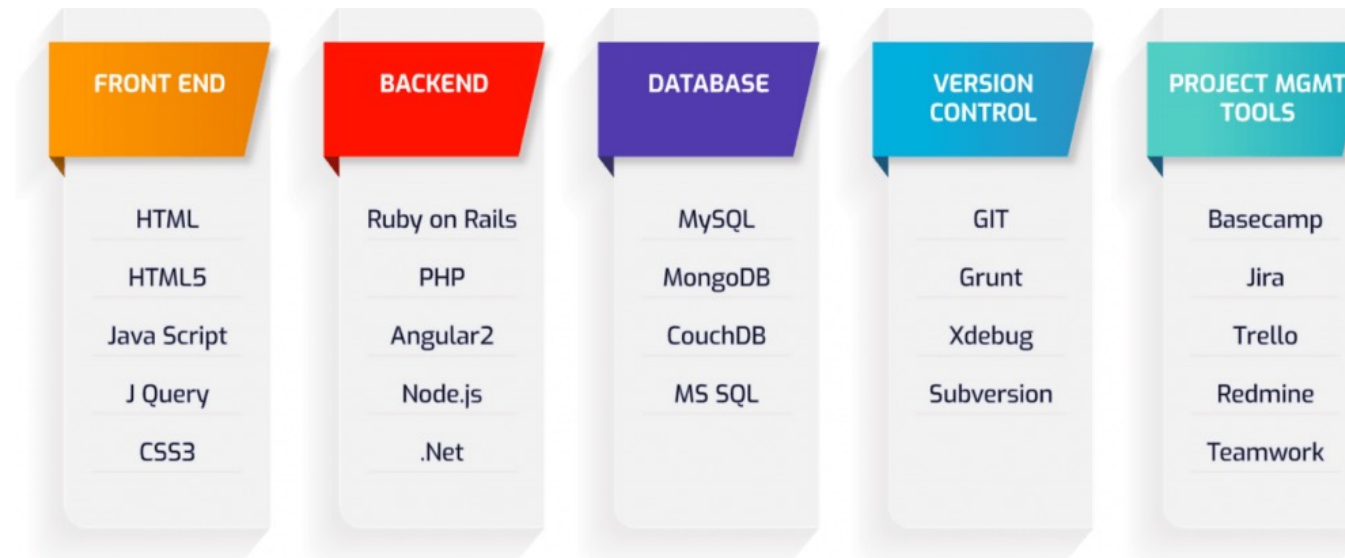 FRONT END
HTML
HTML5
Java Script
J Query
CSS3
BACKEND
Ruby on Rails
PHP
Angular2
Node.js
.Net
DATABASE
MySQL
MongoDB
CouchDB
MS SQL
VERSION
CONTROL
GIT
Grunt
Xdebug
Subversion
PROJECT MGMT
TOOLS
Basecamp
Jira
Trello
Redmine
Teamwork